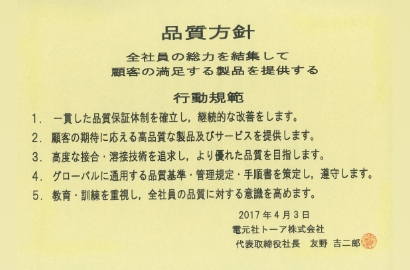 品質方針
全社員の総力を結集して
顧客の満足する製品を提供する
行動規範
1. 一貫した品質保証体制を確立し，継続的な改善をします。
2. 顧客の期待に応える高品質な製品及びサービスを提供します。
3. 高度な接合・溶接技術を追求し，より優れた品質を目指します。
4. グローバルに通用する品質基準・管理規定・手順書を策定し，遵守します。
5. 教育・訓練を重視し，全社員の品質に対する意識を高めます。
2017年4月3日
電元社トーア株式会社
代表取締役社長 友野 吉二郎